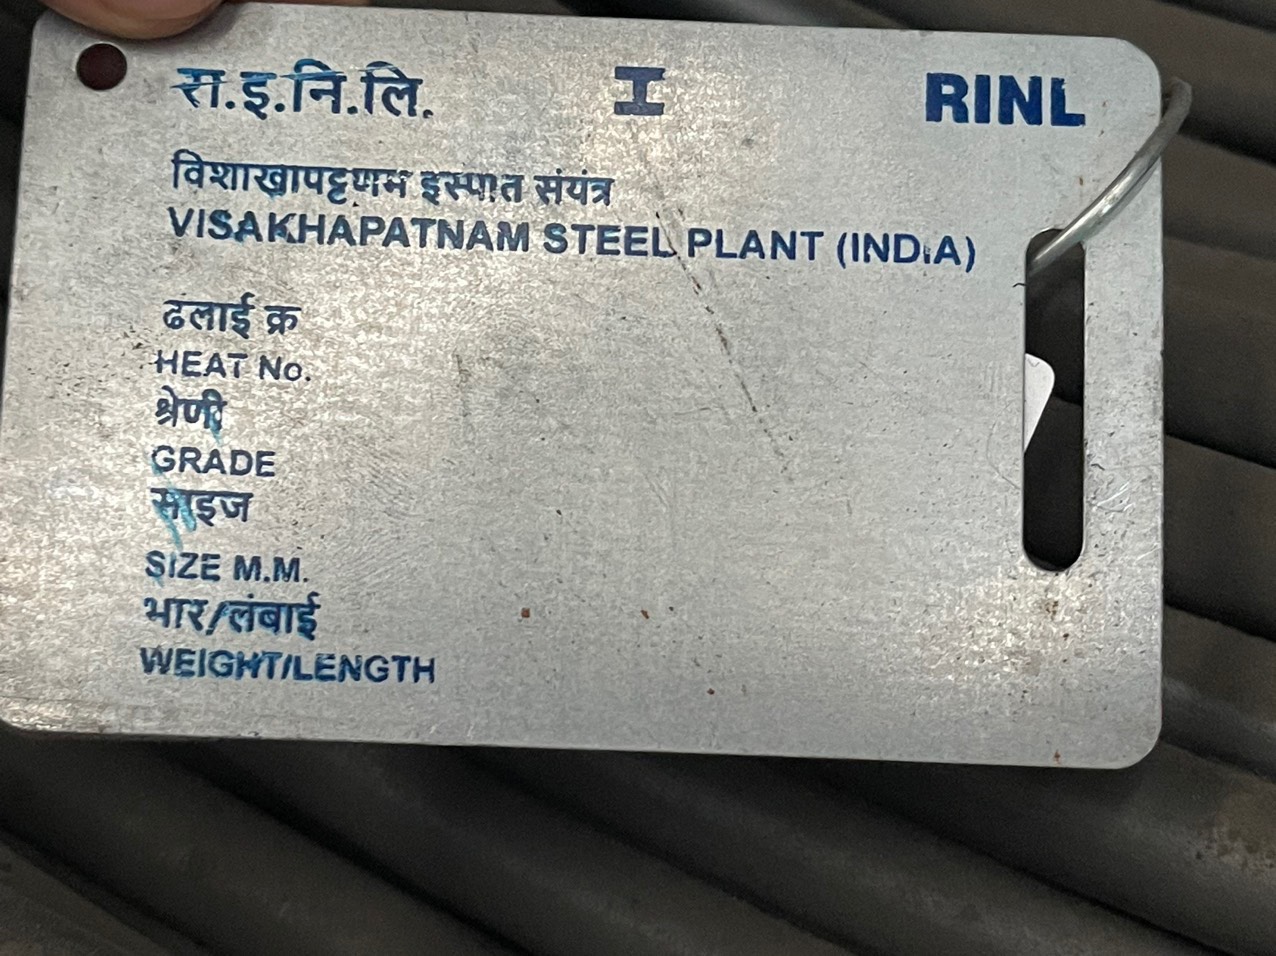 रा.इ.नि.लि. I RINL
विशाखापट्टणम इस्पात संयंत्र
VISAKHAPATNAM STEEL PLANT (INDIA)
ढलाई क्र
HEAT No.
श्रेणी
GRADE
साइज
SIZE M.M.
भार/लंबाई
WEIGHT/LENGTH